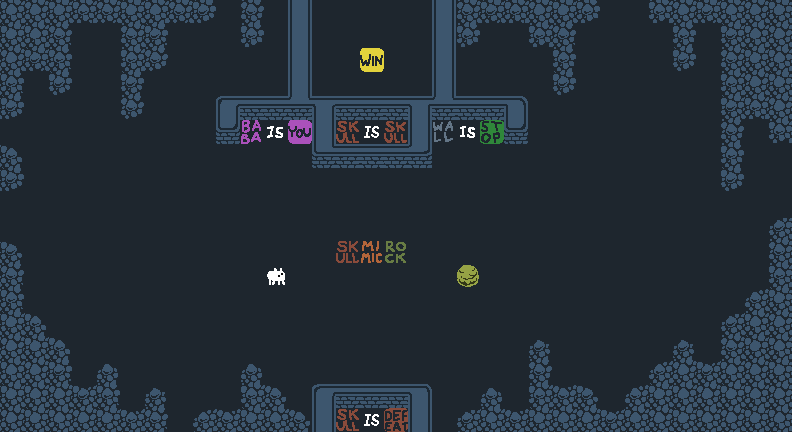 WIN
BABA IS YOU SKULL IS SKULL WALL IS STOP
SKULL MIMIC ROCK
SKULL IS DEFEAT